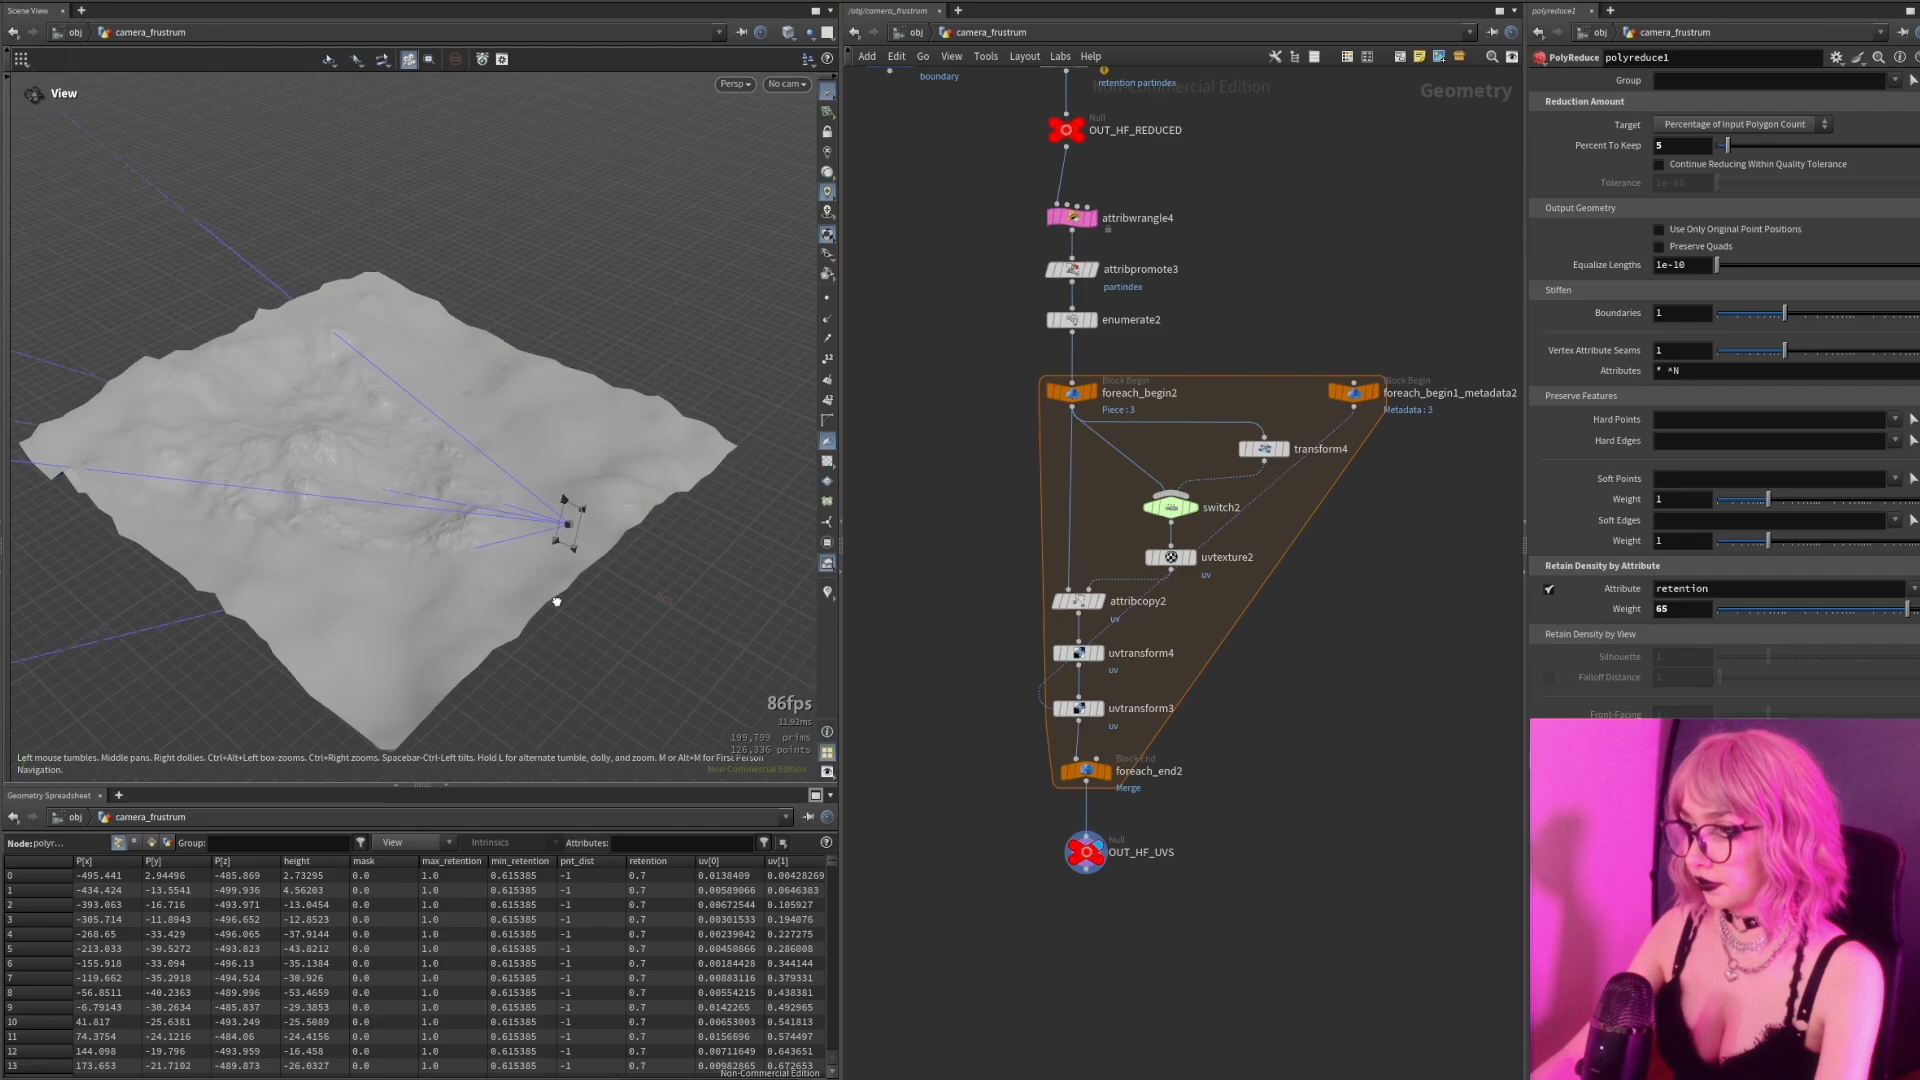 Scene View
obj
camera_frustrum
View
Persp
No cam
86fps
11.92ms
199,799 prims
126,336 points
Left mouse tumbles. Middle pans. Right dollies. Ctrl+Alt+Left box-zooms. Ctrl+Right zooms. Spacebar-Ctrl-Left tilts. Hold L for alternate tumble, dolly, and zoom. M or Alt+M for First Person
Navigation.
Non-Commercial Edition
Geometry Spreadsheet
obj
camera_frustrum
Node:polyr...
Group:
View
Intrinsics
Attributes:
P[x] P[y] P[z] height mask max_retention min_retention pnt_dist retention uv[0] uv[1]
0 -495.441 2.94496 -485.869 2.73295 0.0 1.0 0.615385 -1 0.7 0.0138409 0.00428269
1 -434.424 -13.5541 -499.936 4.56203 0.0 1.0 0.615385 -1 0.7 0.00589066 0.0646383
2 -393.063 -16.716 -493.971 -13.0454 0.0 1.0 0.615385 -1 0.7 0.00672544 0.105927
3 -305.714 -11.8943 -496.652 -12.8523 0.0 1.0 0.615385 -1 0.7 0.00301533 0.194076
4 -268.65 -33.429 -496.065 -37.9144 0.0 1.0 0.615385 -1 0.7 0.00239042 0.227275
5 -213.033 -39.5272 -493.823 -43.8212 0.0 1.0 0.615385 -1 0.7 0.00450866 0.286008
6 -155.918 -33.094 -496.13 -35.1384 0.0 1.0 0.615385 -1 0.7 0.00184428 0.344144
7 -119.662 -35.2918 -494.524 -30.926 0.0 1.0 0.615385 -1 0.7 0.00883116 0.379331
8 -56.8511 -40.2363 -489.996 -53.4659 0.0 1.0 0.615385 -1 0.7 0.00554215 0.438381
9 -6.79143 -30.2634 -485.837 -29.3853 0.0 1.0 0.615385 -1 0.7 0.0142265 0.492965
10 41.817 -25.6381 -493.249 -25.5089 0.0 1.0 0.615385 -1 0.7 0.00653003 0.541813
11 74.3754 -24.1216 -484.06 -24.4156 0.0 1.0 0.615385 -1 0.7 0.0156696 0.574497
12 144.098 -19.796 -493.959 -16.458 0.0 1.0 0.615385 -1 0.7 0.00711649 0.643651
13 173.653 -21.7102 -489.873 -26.0327 0.0 1.0 0.615385 -1 0.7 0.00982865 0.672653
Non-Commercial Edition
/obj/camera_frustrum
obj
camera_frustrum
Add Edit Go View Tools Layout Labs Help
boundary
retention partindex
Non-Commercial Edition
Geometry
Null
OUT_HF_REDUCED
attribwrangle4
attribpromote3
partindex
enumerate2
Block Begin
foreach_begin2
Piece : 3
Block Begin
foreach_begin1_metadata2
Metadata : 3
transform4
switch2
uvtexture2
uv
attribcopy2
uv
uvtransform4
uv
uvtransform3
uv
Block End
foreach_end2
Merge
Null
OUT_HF_UVS
polyreduce1
obj
camera_frustrum
PolyReduce polyreduce1
Group
Reduction Amount
Target Percentage of Input Polygon Count
Percent To Keep 5
Continue Reducing Within Quality Tolerance
Tolerance 1e-05
Output Geometry
Use Only Original Point Positions
Preserve Quads
Equalize Lengths 1e-10
Stiffen
Boundaries 1
Vertex Attribute Seams 1
Attributes * ^N
Preserve Features
Hard Points
Hard Edges
Soft Points
Weight 1
Soft Edges
Weight 1
Retain Density by Attribute
Attribute retention
Weight 65
Retain Density by View
Silhouette 1
Falloff Distance 1
Front-Facing